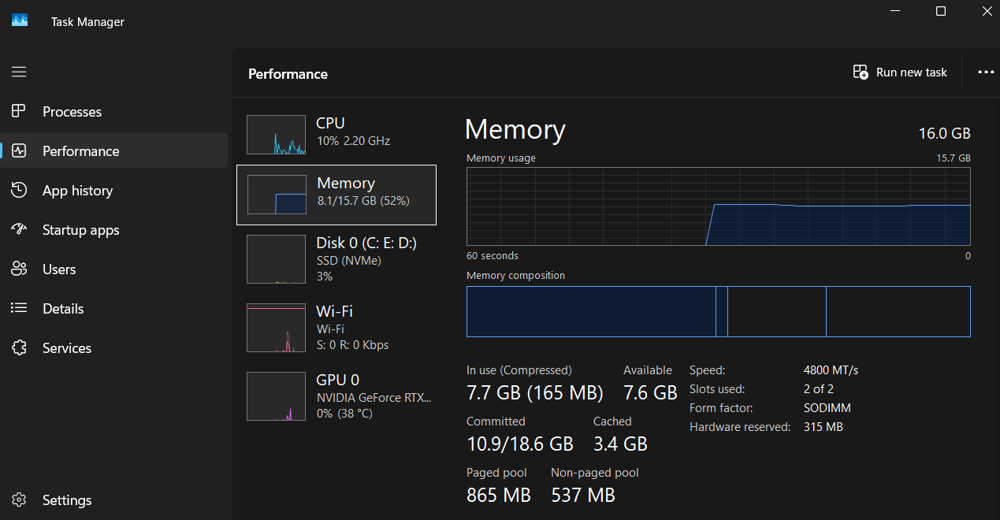 Task Manager
Processes
Performance
App history
Startup apps
Users
Details
Services
Settings
Performance
Run new task
CPU
10% 2.20 GHz
Memory
8.1/15.7 GB (52%)
Disk 0 (C: E: D:)
SSD (NVMe)
3%
Wi-Fi
Wi-Fi
S: 0 R: 0 Kbps
GPU 0
NVIDIA GeForce RTX...
0% (38 °C)
Memory 16.0 GB
Memory usage 15.7 GB
60 seconds 0
Memory composition
In use (Compressed) Available
7.7 GB (165 MB) 7.6 GB
Committed Cached
10.9/18.6 GB 3.4 GB
Paged pool Non-paged pool
865 MB 537 MB
Speed: 4800 MT/s
Slots used: 2 of 2
Form factor: SODIMM
Hardware reserved: 315 MB